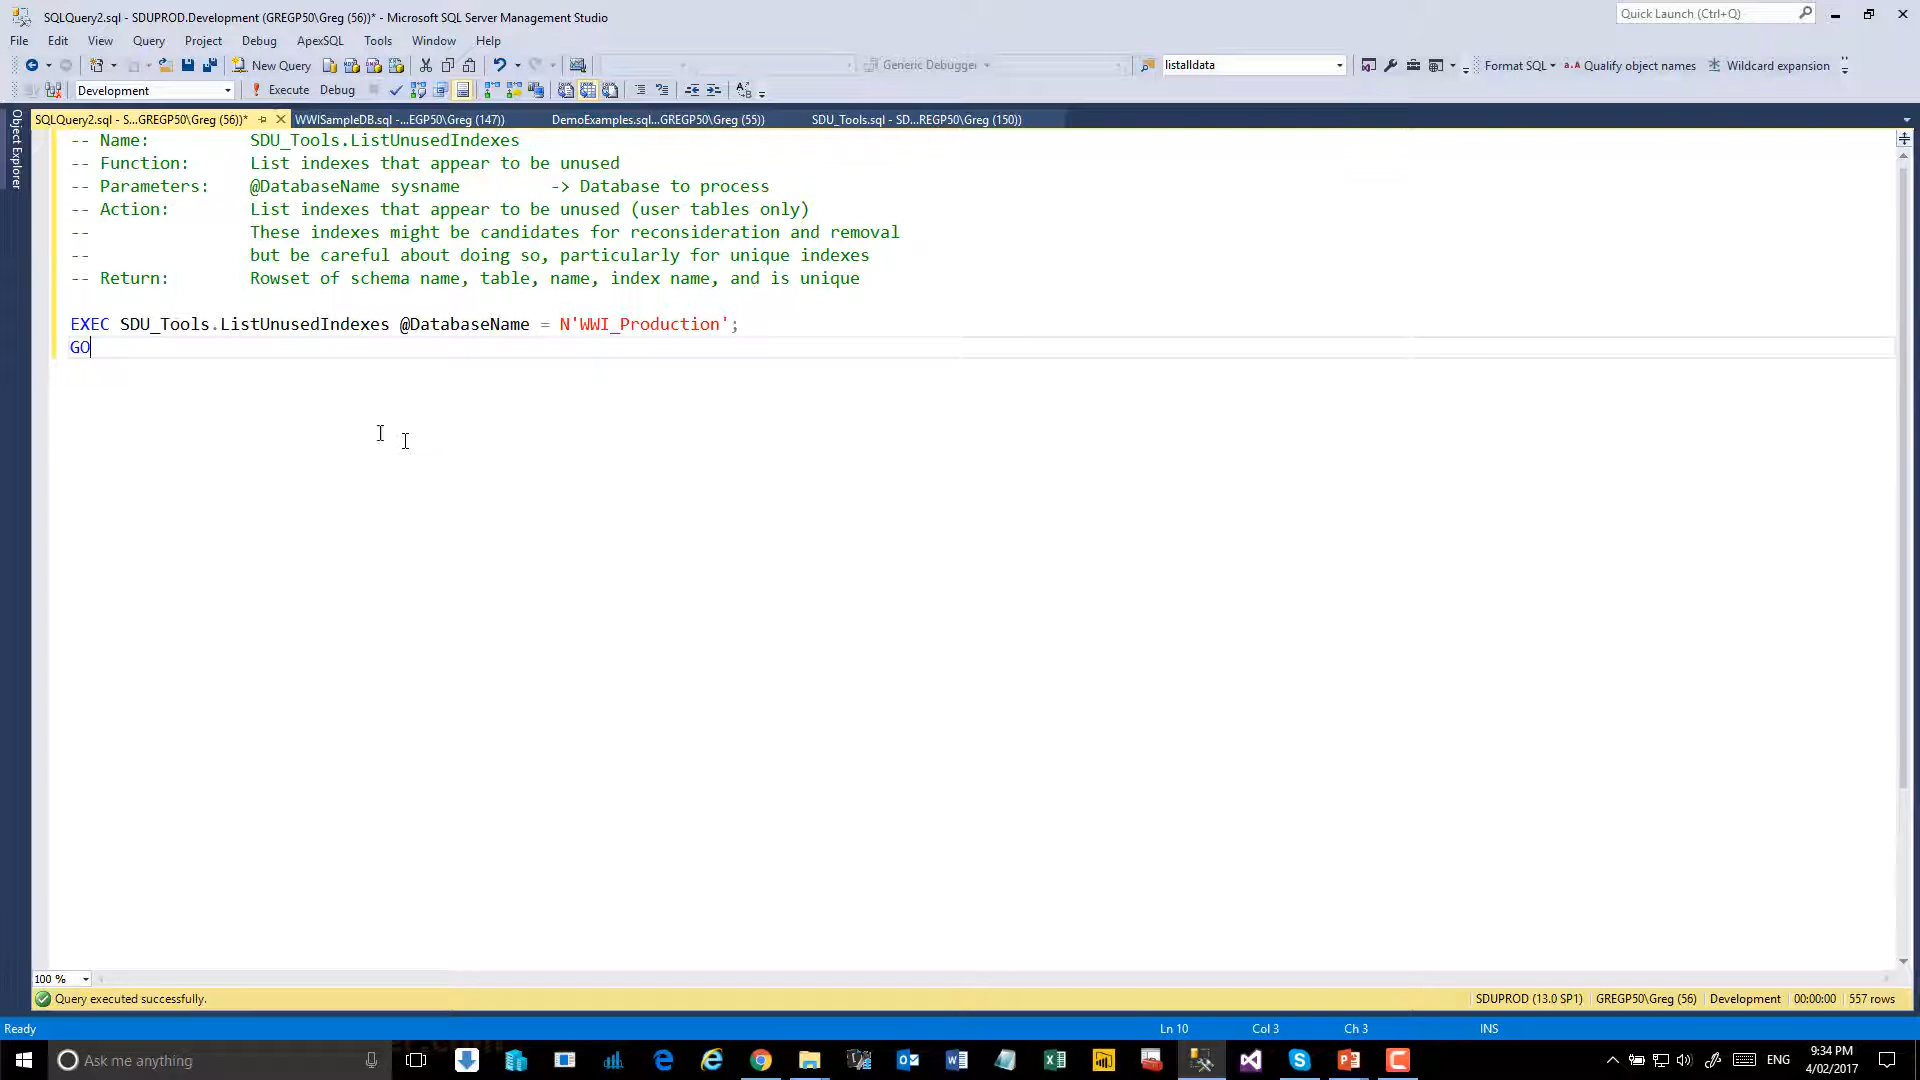 SQLQuery2.sql - SDUPROD.Development (GREGP50\Greg (56))* - Microsoft SQL Server Management Studio
Quick Launch (Ctrl+Q)
File Edit View Query Project Debug ApexSQL Tools Window Help
New Query Generic Debugger listalldata Format SQL Qualify object names Wildcard expansion
Development Execute Debug
SQLQuery2.sql - S...GREGP50\Greg (56))* WWISampleDB.sql -...EGP50\Greg (147)) DemoExamples.sql...GREGP50\Greg (55)) SDU_Tools.sql - SD...REGP50\Greg (150))
Object Explorer
-- Name: SDU_Tools.ListUnusedIndexes
-- Function: List indexes that appear to be unused
-- Parameters: @DatabaseName sysname -> Database to process
-- Action: List indexes that appear to be unused (user tables only)
-- These indexes might be candidates for reconsideration and removal
-- but be careful about doing so, particularly for unique indexes
-- Return: Rowset of schema name, table, name, index name, and is unique
EXEC SDU_Tools.ListUnusedIndexes @DatabaseName = N'WWI_Production';
GO
100 %
Query executed successfully. SDUPROD (13.0 SP1) GREGP50\Greg (56) Development 00:00:00 557 rows
Ready Ln 10 Col 3 Ch 3 INS
Ask me anything ENG 9:34 PM
4/02/2017